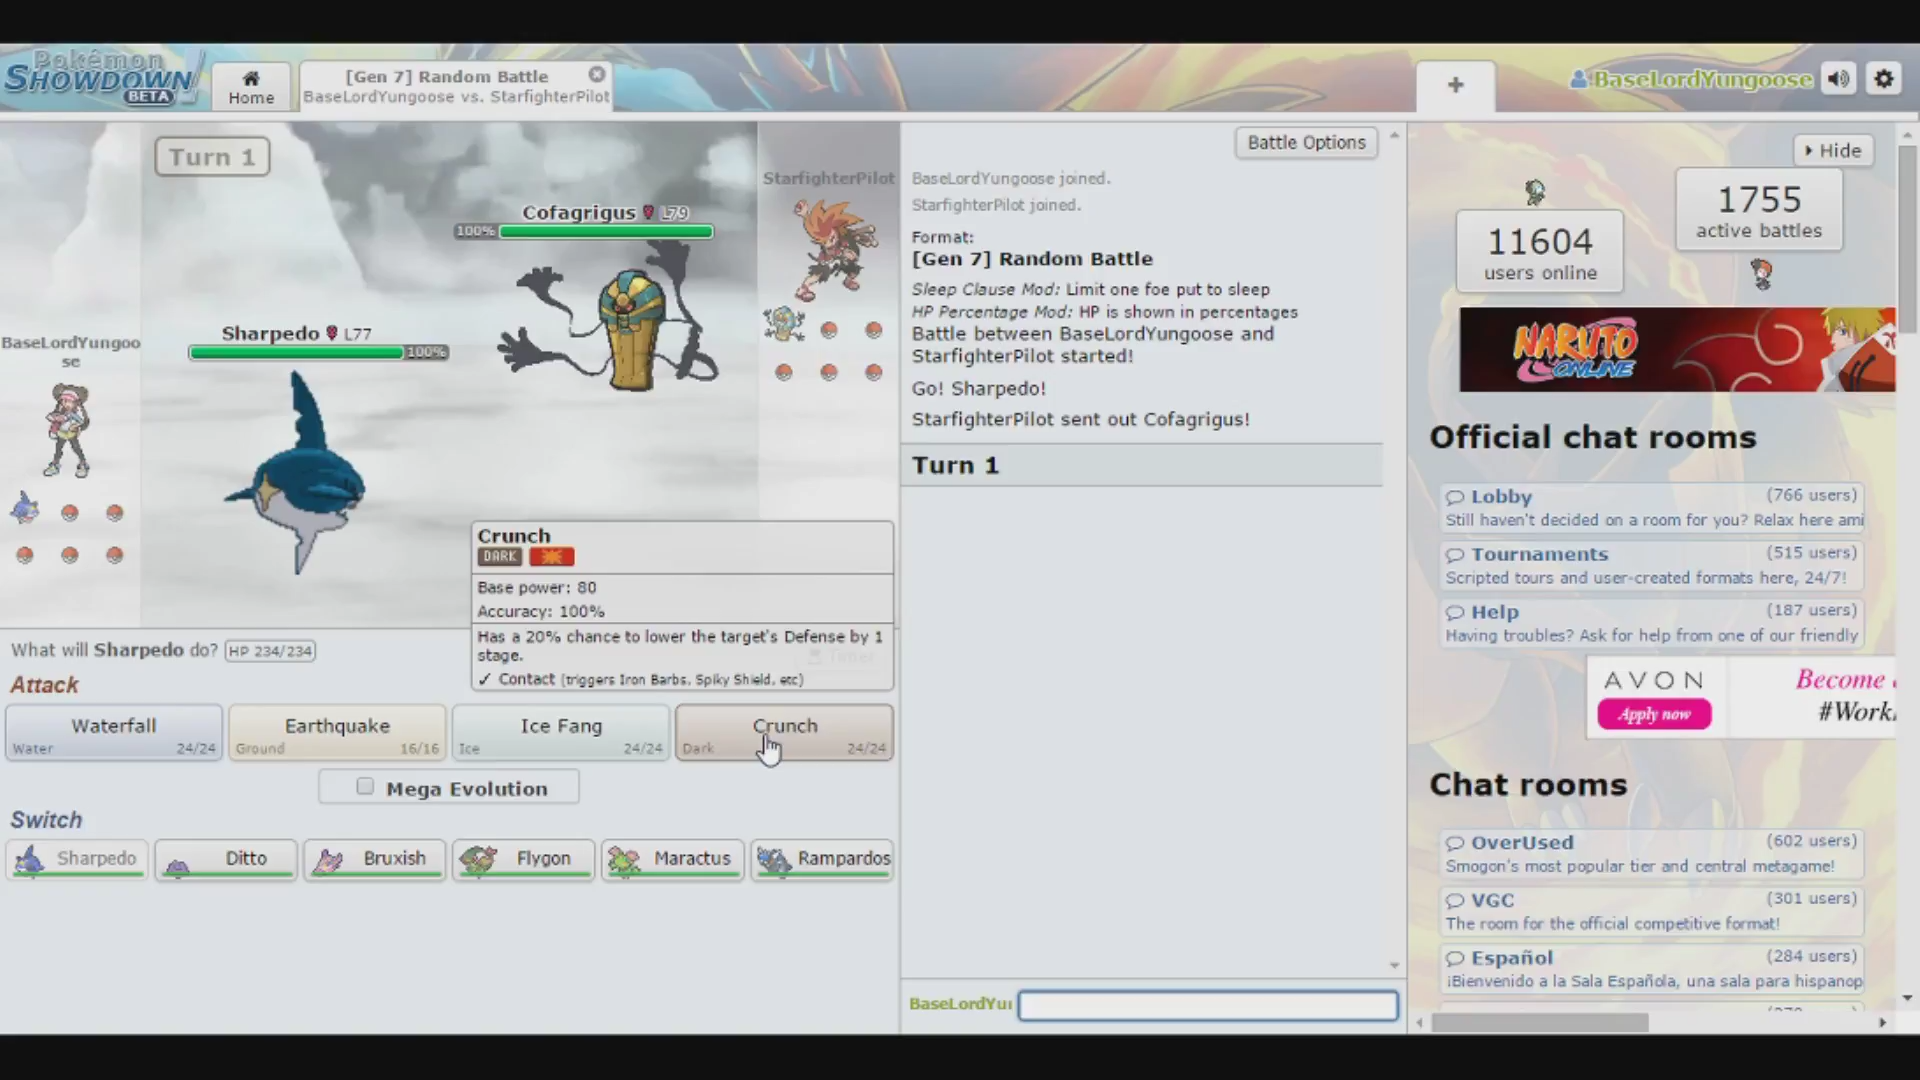 Pokémon
SHOWDOWN
BETA
Home
[Gen 7] Random Battle
BaseLordYungoose vs. StarfighterPilot
+
BaseLordYungoose
Turn 1
StarfighterPilot
Cofagrigus L79
100%
Sharpedo L77
100%
BaseLordYungoo
se
Battle Options
BaseLordYungoose joined.
StarfighterPilot joined.
Format:
[Gen 7] Random Battle
Sleep Clause Mod: Limit one foe put to sleep
HP Percentage Mod: HP is shown in percentages
Battle between BaseLordYungoose and
StarfighterPilot started!
Go! Sharpedo!
StarfighterPilot sent out Cofagrigus!
Turn 1
Crunch
DARK
Base power: 80
Accuracy: 100%
Has a 20% chance to lower the target's Defense by 1
stage.
✓ Contact (triggers Iron Barbs, Spiky Shield, etc)
Timer
What will Sharpedo do? HP 234/234
Attack
Waterfall
Water 24/24
Earthquake
Ground 16/16
Ice Fang
Ice 24/24
Crunch
Dark 24/24
Mega Evolution
Switch
Sharpedo
Ditto
Bruxish
Flygon
Maractus
Rampardos
BaseLordYu
Hide
11604
users online
1755
active battles
NARUTO
ONLINE
Official chat rooms
Lobby (766 users)
Still haven't decided on a room for you? Relax here ami
Tournaments (515 users)
Scripted tours and user-created formats here, 24/7!
Help (187 users)
Having troubles? Ask for help from one of our friendly
AVON
Apply now
Become
#Work
Chat rooms
OverUsed (602 users)
Smogon's most popular tier and central metagame!
VGC (301 users)
The room for the official competitive format!
Español (284 users)
¡Bienvenido a la Sala Española, una sala para hispanop